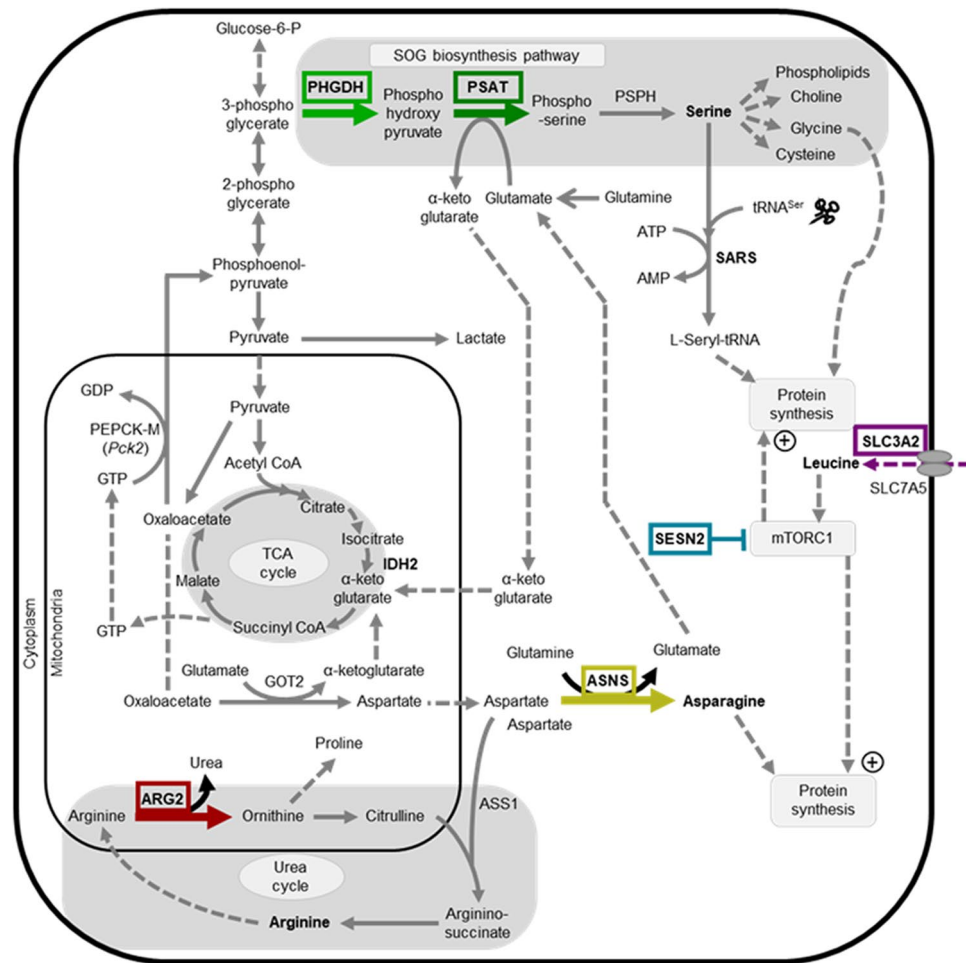 Glucose-6-P
SOG biosynthesis pathway
PHGDH
PSAT
3-phospho
glycerate
Phospho
hydroxy
pyruvate
Phospho
-serine
PSPH
Serine
Phospholipids
Choline
Glycine
Cysteine
2-phospho
glycerate
α-keto
glutarate
Glutamate
Glutamine
tRNASer
ATP
SARS
AMP
Phosphoenol-
pyruvate
Pyruvate
Lactate
L-Seryl-tRNA
GDP
Pyruvate
Protein
synthesis
PEPCK-M
(Pck2)
SLC3A2
Acetyl CoA
Leucine
GTP
SLC7A5
Citrate
Oxaloacetate
Isocitrate
SESN2
mTORC1
TCA
cycle
IDH2
Malate
α-keto
glutarate
α-keto
glutarate
Cytoplasm
Mitochondria
GTP
Succinyl CoA
Glutamate
α-ketoglutarate
Glutamine
Glutamate
GOT2
ASNS
Oxaloacetate
Aspartate
Aspartate
Asparagine
Aspartate
Proline
Urea
ARG2
Protein
synthesis
Arginine
Ornithine
Citrulline
ASS1
Urea
cycle
Arginine
Arginino-
succinate